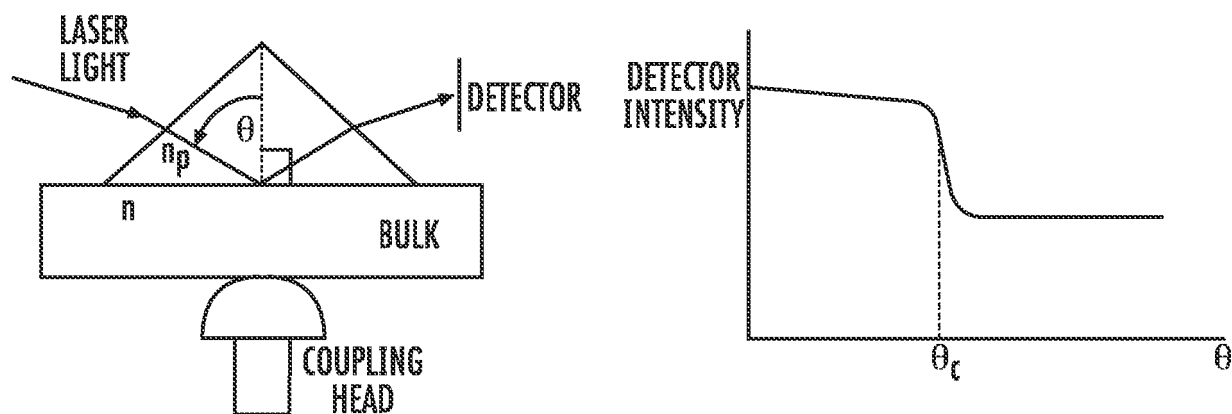 LASER
LIGHT
θ
n_p
DETECTOR
n
BULK
COUPLING
HEAD
DETECTOR
INTENSITY
θ_c
θ